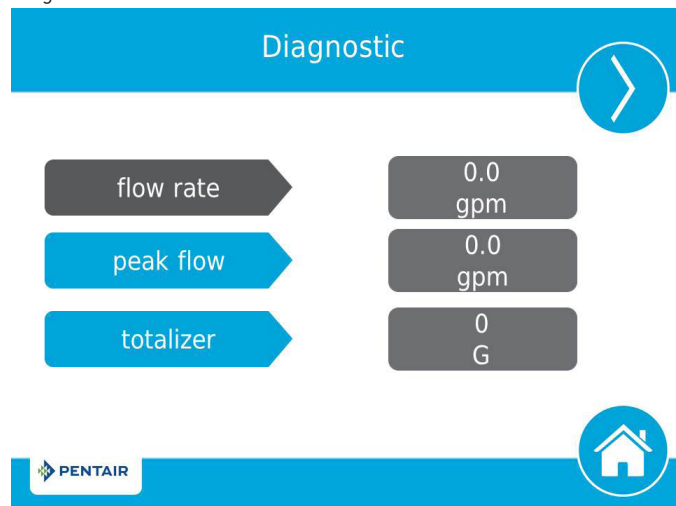 Diagnostic
flow rate
0.0
gpm
peak flow
0.0
gpm
totalizer
0
G
PENTAIR